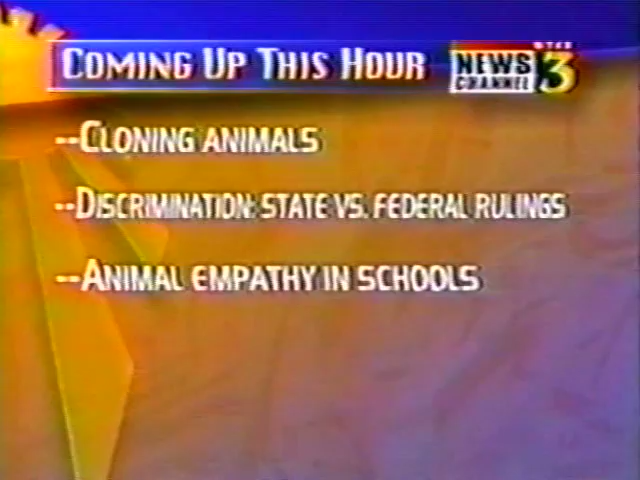 COMING UP THIS HOUR
NEWS
CHANNEL
3
--CLONING ANIMALS
--DISCRIMINATION: STATE VS. FEDERAL RULINGS
--ANIMAL EMPATHY IN SCHOOLS